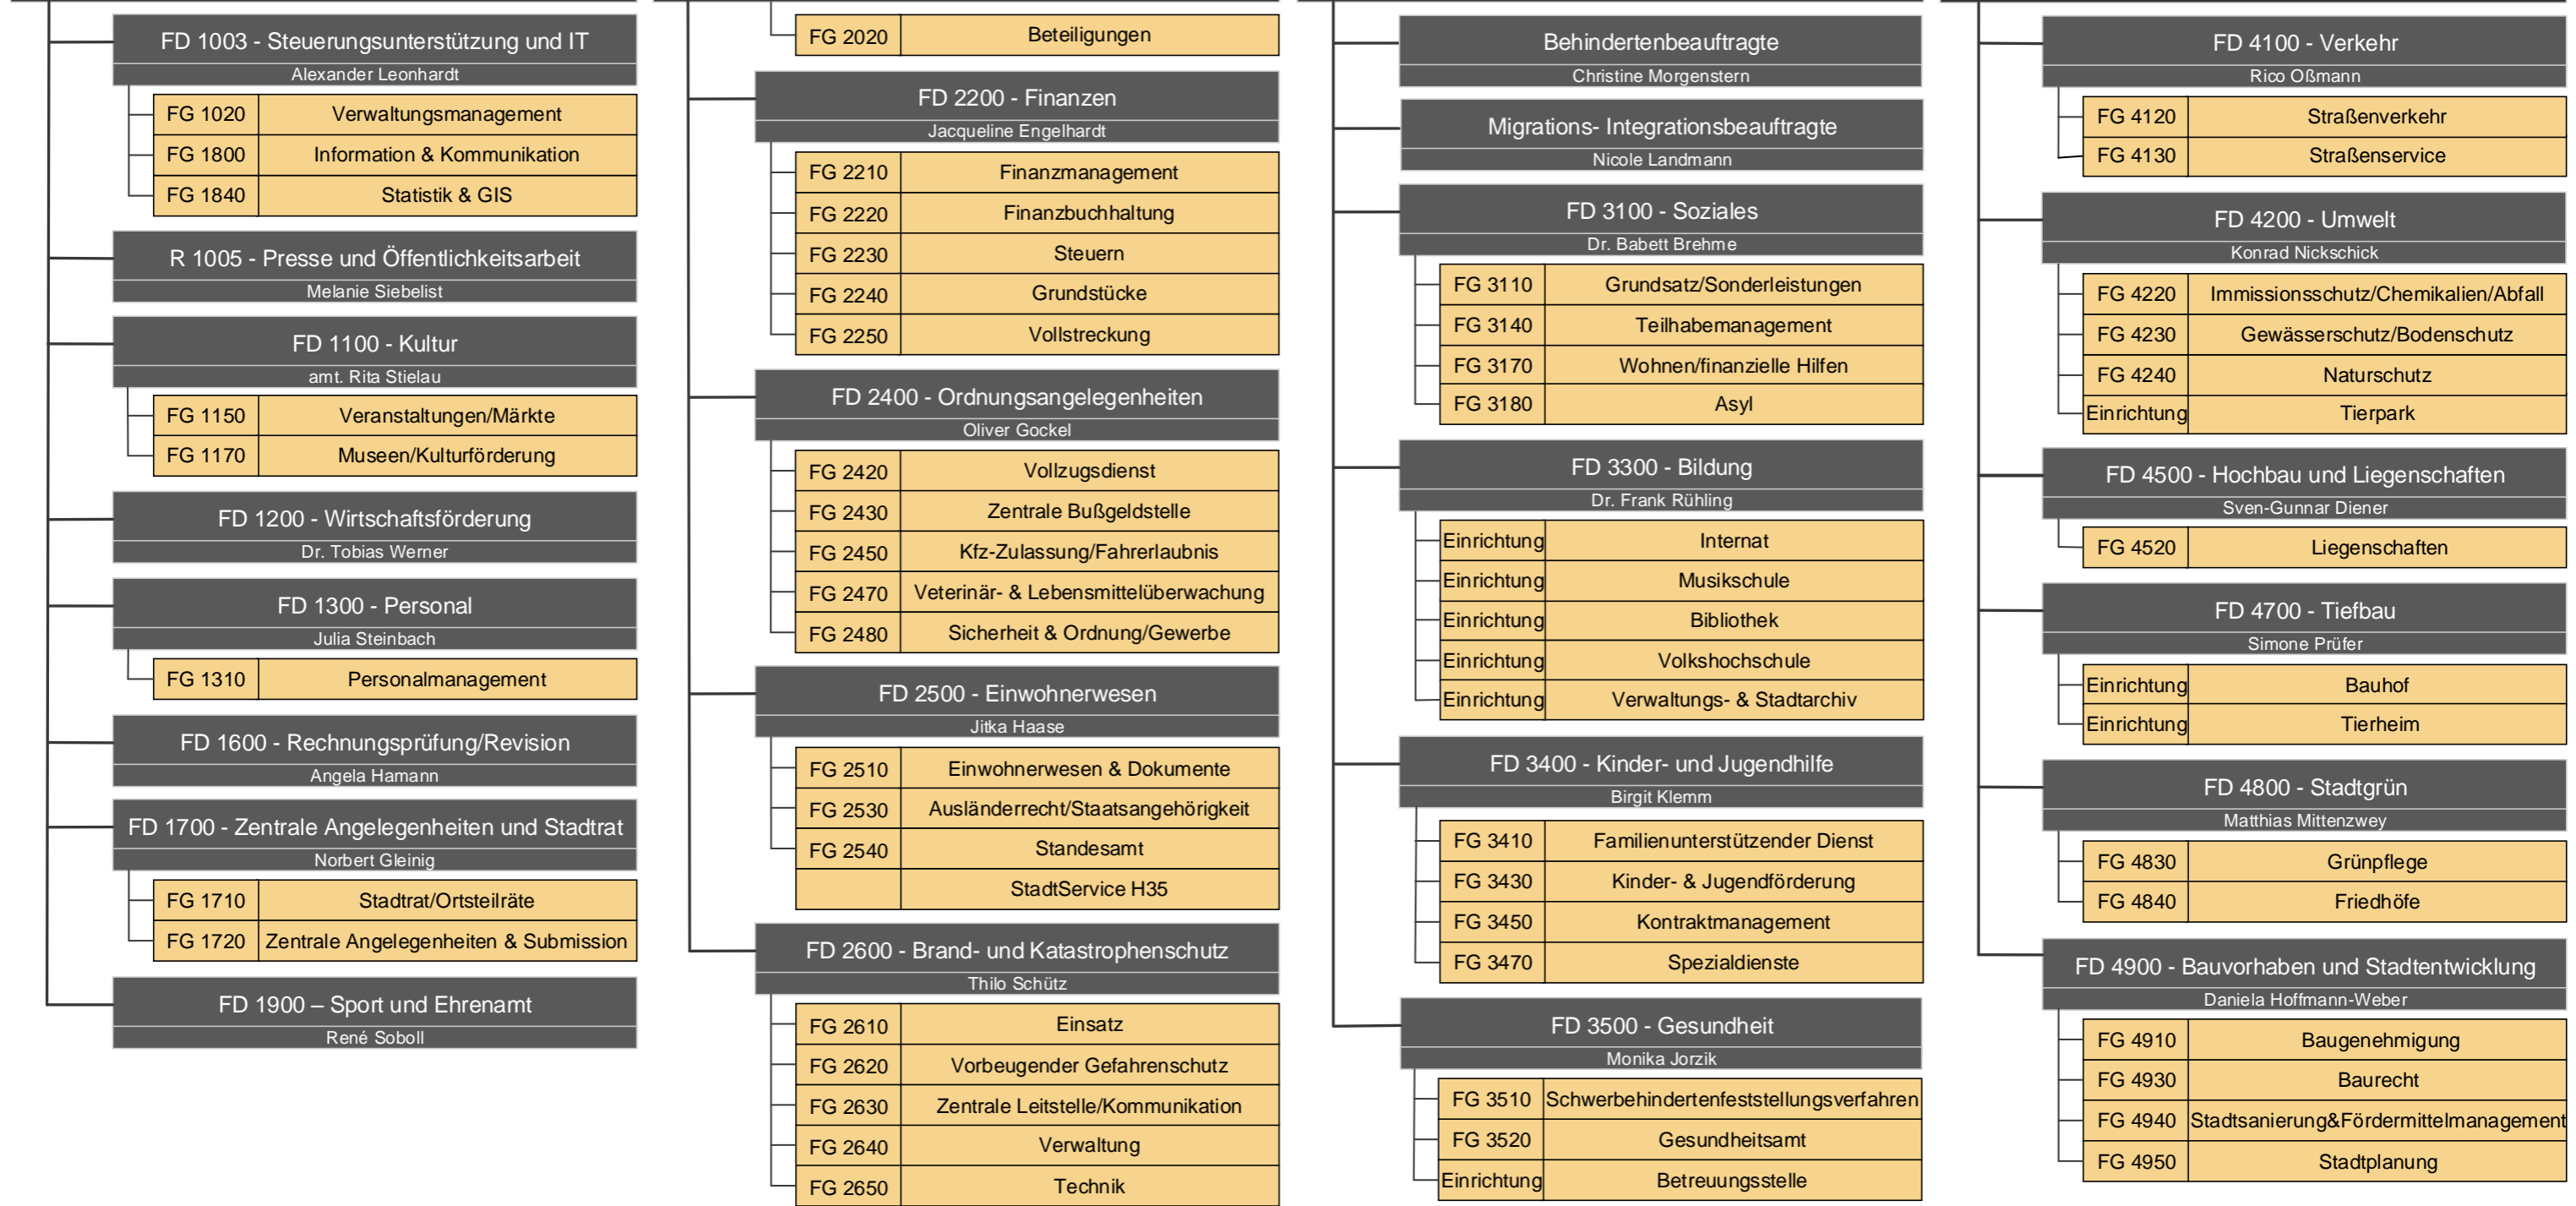 FD 1003 - Steuerungsunterstützung und IT
Alexander Leonhardt
FG 1020 Verwaltungsmanagement
FG 1800 Information & Kommunikation
FG 1840 Statistik & GIS
R 1005 - Presse und Öffentlichkeitsarbeit
Melanie Siebelist
FD 1100 - Kultur
amt. Rita Stielau
FG 1150 Veranstaltungen/Märkte
FG 1170 Museen/Kulturförderung
FD 1200 - Wirtschaftsförderung
Dr. Tobias Werner
FD 1300 - Personal
Julia Steinbach
FG 1310 Personalmanagement
FD 1600 - Rechnungsprüfung/Revision
Angela Hamann
FD 1700 - Zentrale Angelegenheiten und Stadtrat
Norbert Gleinig
FG 1710 Stadtrat/Ortsteilräte
FG 1720 Zentrale Angelegenheiten & Submission
FD 1900 – Sport und Ehrenamt
René Soboll
FG 2020 Beteiligungen
FD 2200 - Finanzen
Jacqueline Engelhardt
FG 2210 Finanzmanagement
FG 2220 Finanzbuchhaltung
FG 2230 Steuern
FG 2240 Grundstücke
FG 2250 Vollstreckung
FD 2400 - Ordnungsangelegenheiten
Oliver Gockel
FG 2420 Vollzugsdienst
FG 2430 Zentrale Bußgeldstelle
FG 2450 Kfz-Zulassung/Fahrerlaubnis
FG 2470 Veterinär- & Lebensmittelüberwachung
FG 2480 Sicherheit & Ordnung/Gewerbe
FD 2500 - Einwohnerwesen
Jitka Haase
FG 2510 Einwohnerwesen & Dokumente
FG 2530 Ausländerrecht/Staatsangehörigkeit
FG 2540 Standesamt
StadtService H35
FD 2600 - Brand- und Katastrophenschutz
Thilo Schütz
FG 2610 Einsatz
FG 2620 Vorbeugender Gefahrenschutz
FG 2630 Zentrale Leitstelle/Kommunikation
FG 2640 Verwaltung
FG 2650 Technik
Behindertenbeauftragte
Christine Morgenstern
Migrations- Integrationsbeauftragte
Nicole Landmann
FD 3100 - Soziales
Dr. Babett Brehme
FG 3110 Grundsatz/Sonderleistungen
FG 3140 Teilhabemanagement
FG 3170 Wohnen/finanzielle Hilfen
FG 3180 Asyl
FD 3300 - Bildung
Dr. Frank Rühling
Einrichtung Internat
Einrichtung Musikschule
Einrichtung Bibliothek
Einrichtung Volkshochschule
Einrichtung Verwaltungs- & Stadtarchiv
FD 3400 - Kinder- und Jugendhilfe
Birgit Klemm
FG 3410 Familienunterstützender Dienst
FG 3430 Kinder- & Jugendförderung
FG 3450 Kontraktmanagement
FG 3470 Spezialdienste
FD 3500 - Gesundheit
Monika Jorzik
FG 3510 Schwerbehindertenfeststellungsverfahren
FG 3520 Gesundheitsamt
Einrichtung Betreuungsstelle
FD 4100 - Verkehr
Rico Oßmann
FG 4120 Straßenverkehr
FG 4130 Straßenservice
FD 4200 - Umwelt
Konrad Nickschick
FG 4220 Immissionsschutz/Chemikalien/Abfall
FG 4230 Gewässerschutz/Bodenschutz
FG 4240 Naturschutz
Einrichtung Tierpark
FD 4500 - Hochbau und Liegenschaften
Sven-Gunnar Diener
FG 4520 Liegenschaften
FD 4700 - Tiefbau
Simone Prüfer
Einrichtung Bauhof
Einrichtung Tierheim
FD 4800 - Stadtgrün
Matthias Mittenzwey
FG 4830 Grünpflege
FG 4840 Friedhöfe
FD 4900 - Bauvorhaben und Stadtentwicklung
Daniela Hoffmann-Weber
FG 4910 Baugenehmigung
FG 4930 Baurecht
FG 4940 Stadtsanierung&Fördermittelmanagement
FG 4950 Stadtplanung